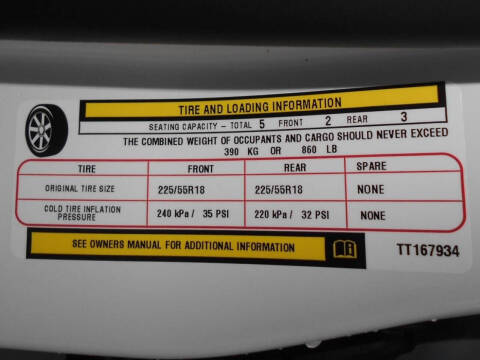 TIRE AND LOADING INFORMATION
SEATING CAPACITY – TOTAL 5 FRONT 2 REAR 3
THE COMBINED WEIGHT OF OCCUPANTS AND CARGO SHOULD NEVER EXCEED
390 KG OR 860 LB
TIRE FRONT REAR SPARE
ORIGINAL TIRE SIZE 225/55R18 225/55R18 NONE
COLD TIRE INFLATION
PRESSURE 240 kPa / 35 PSI 220 kPa / 32 PSI NONE
SEE OWNERS MANUAL FOR ADDITIONAL INFORMATION
TT167934